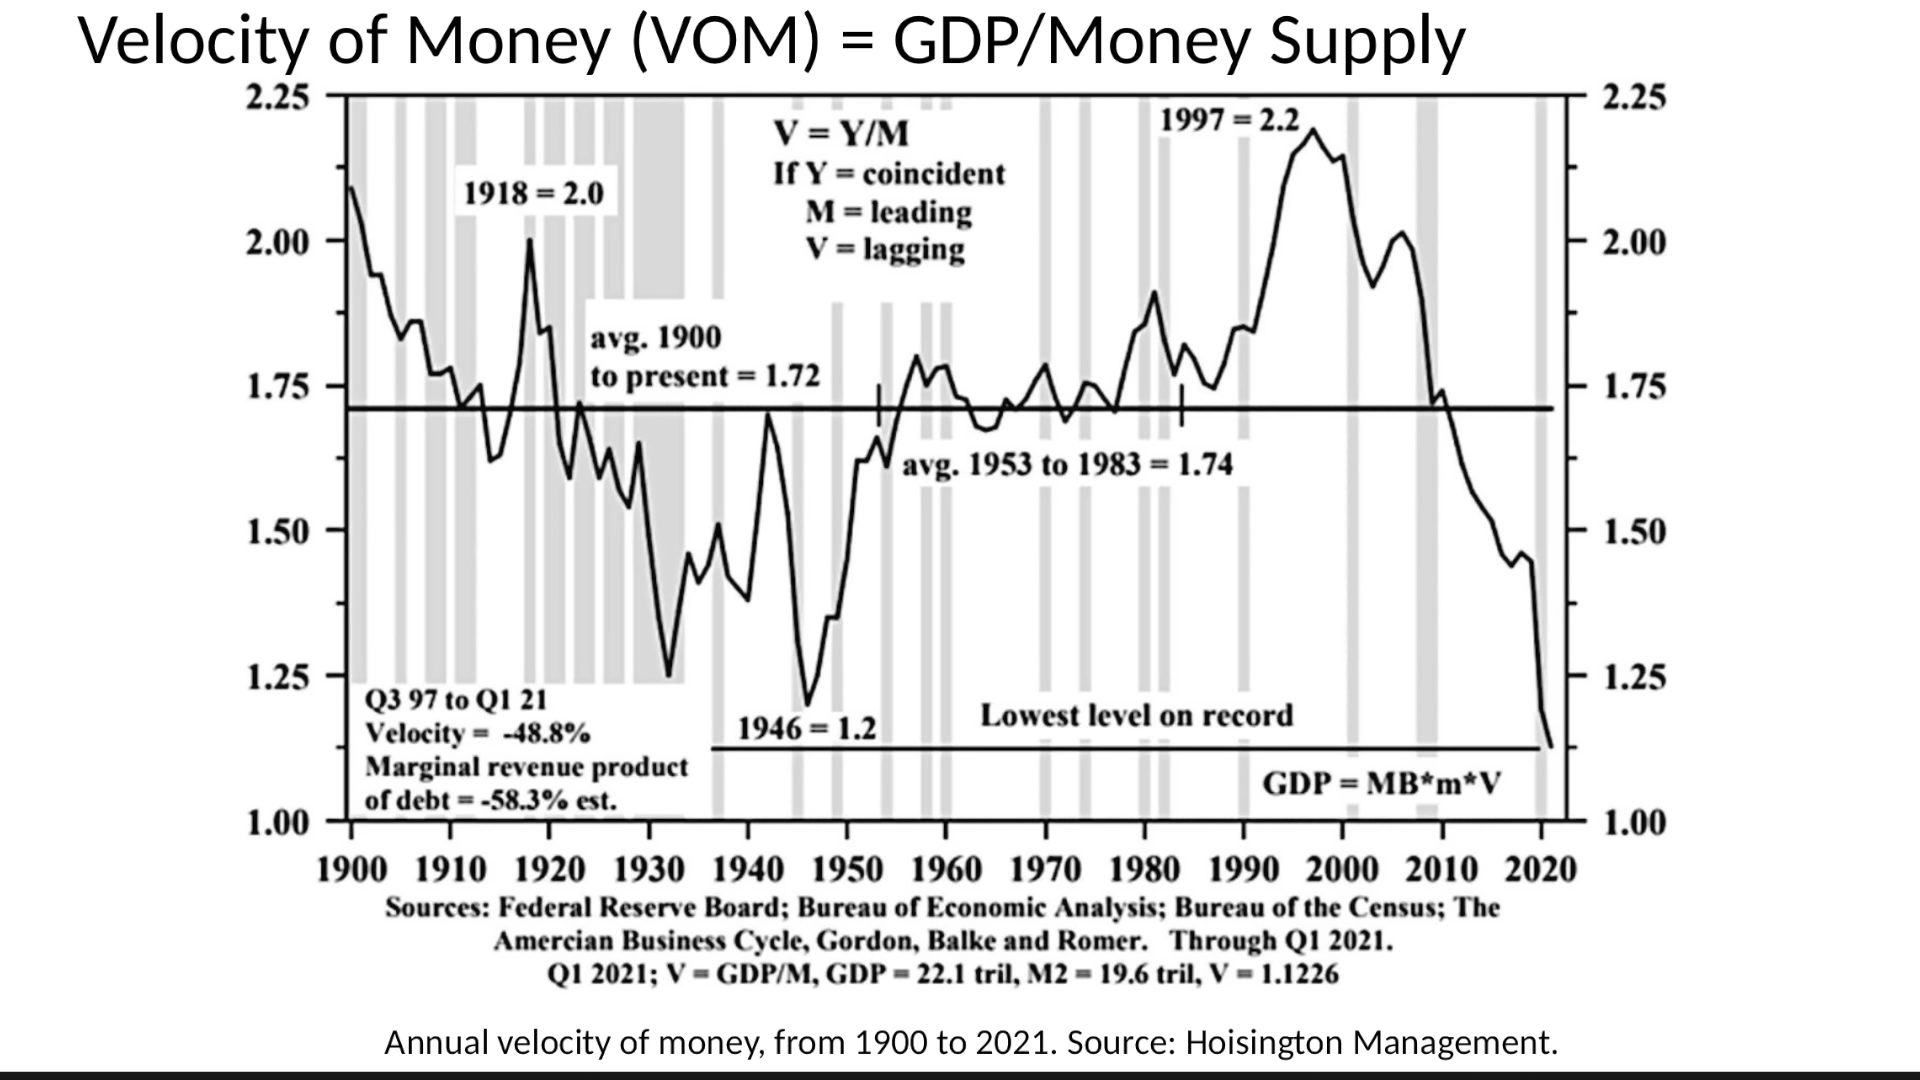 Velocity of Money (VOM) = GDP/Money Supply
2.25
2.00
1.75
1.50
1.25
1.00
2.25
2.00
1.75
1.50
1.25
1.00
1918 = 2.0
V = Y/M
If Y = coincident
M = leading
V = lagging
1997 = 2.2
avg. 1900
to present = 1.72
avg. 1953 to 1983 = 1.74
Q3 97 to Q1 21
Velocity = -48.8%
Marginal revenue product
of debt = -58.3% est.
1946 = 1.2
Lowest level on record
GDP = MB*m*V
1900 1910 1920 1930 1940 1950 1960 1970 1980 1990 2000 2010 2020
Sources: Federal Reserve Board; Bureau of Economic Analysis; Bureau of the Census; The
Amercian Business Cycle, Gordon, Balke and Romer. Through Q1 2021.
Q1 2021; V = GDP/M, GDP = 22.1 tril, M2 = 19.6 tril, V = 1.1226
Annual velocity of money, from 1900 to 2021. Source: Hoisington Management.